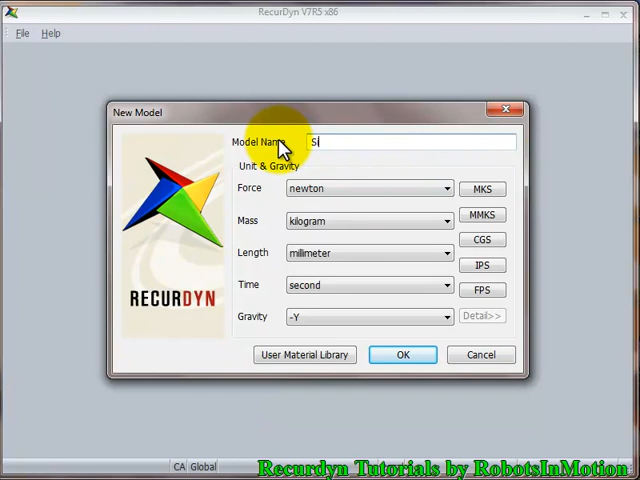 RecurDyn V7R5 x86
File Help
New Model
Model Name Si
Unit & Gravity
Force newton MKS
Mass kilogram MMKS
CGS
Length millimeter
IPS
Time second FPS
Gravity -Y Detail>>
RECURDYN
User Material Library OK Cancel
CA Global
Recurdyn Tutorials by RobotsInMotion